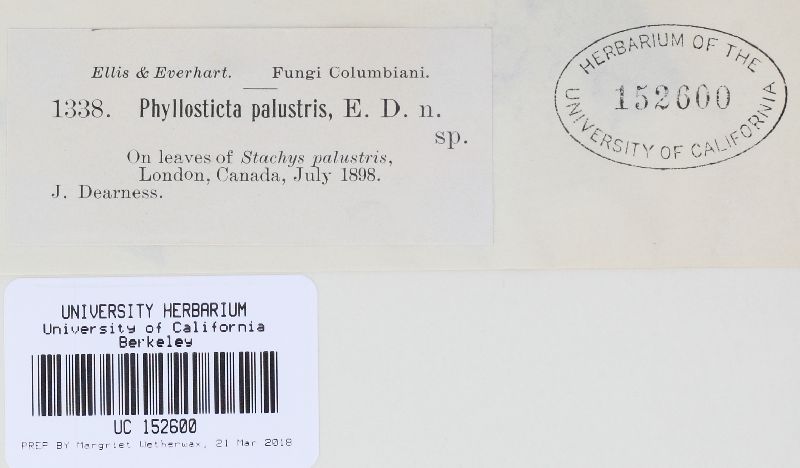 Ellis & Everhart. Fungi Columbiani.
1338. Phyllosticta palustris, E. D. n.
sp.
On leaves of Stachys palustris,
London, Canada, July 1898.
J. Dearness.
HERBARIUM OF THE
152600
UNIVERSITY OF CALIFORNIA
UNIVERSITY HERBARIUM
University of California
Berkeley
UC 152600
PREP BY Margriet Wetherwax, 21 Mar 2018